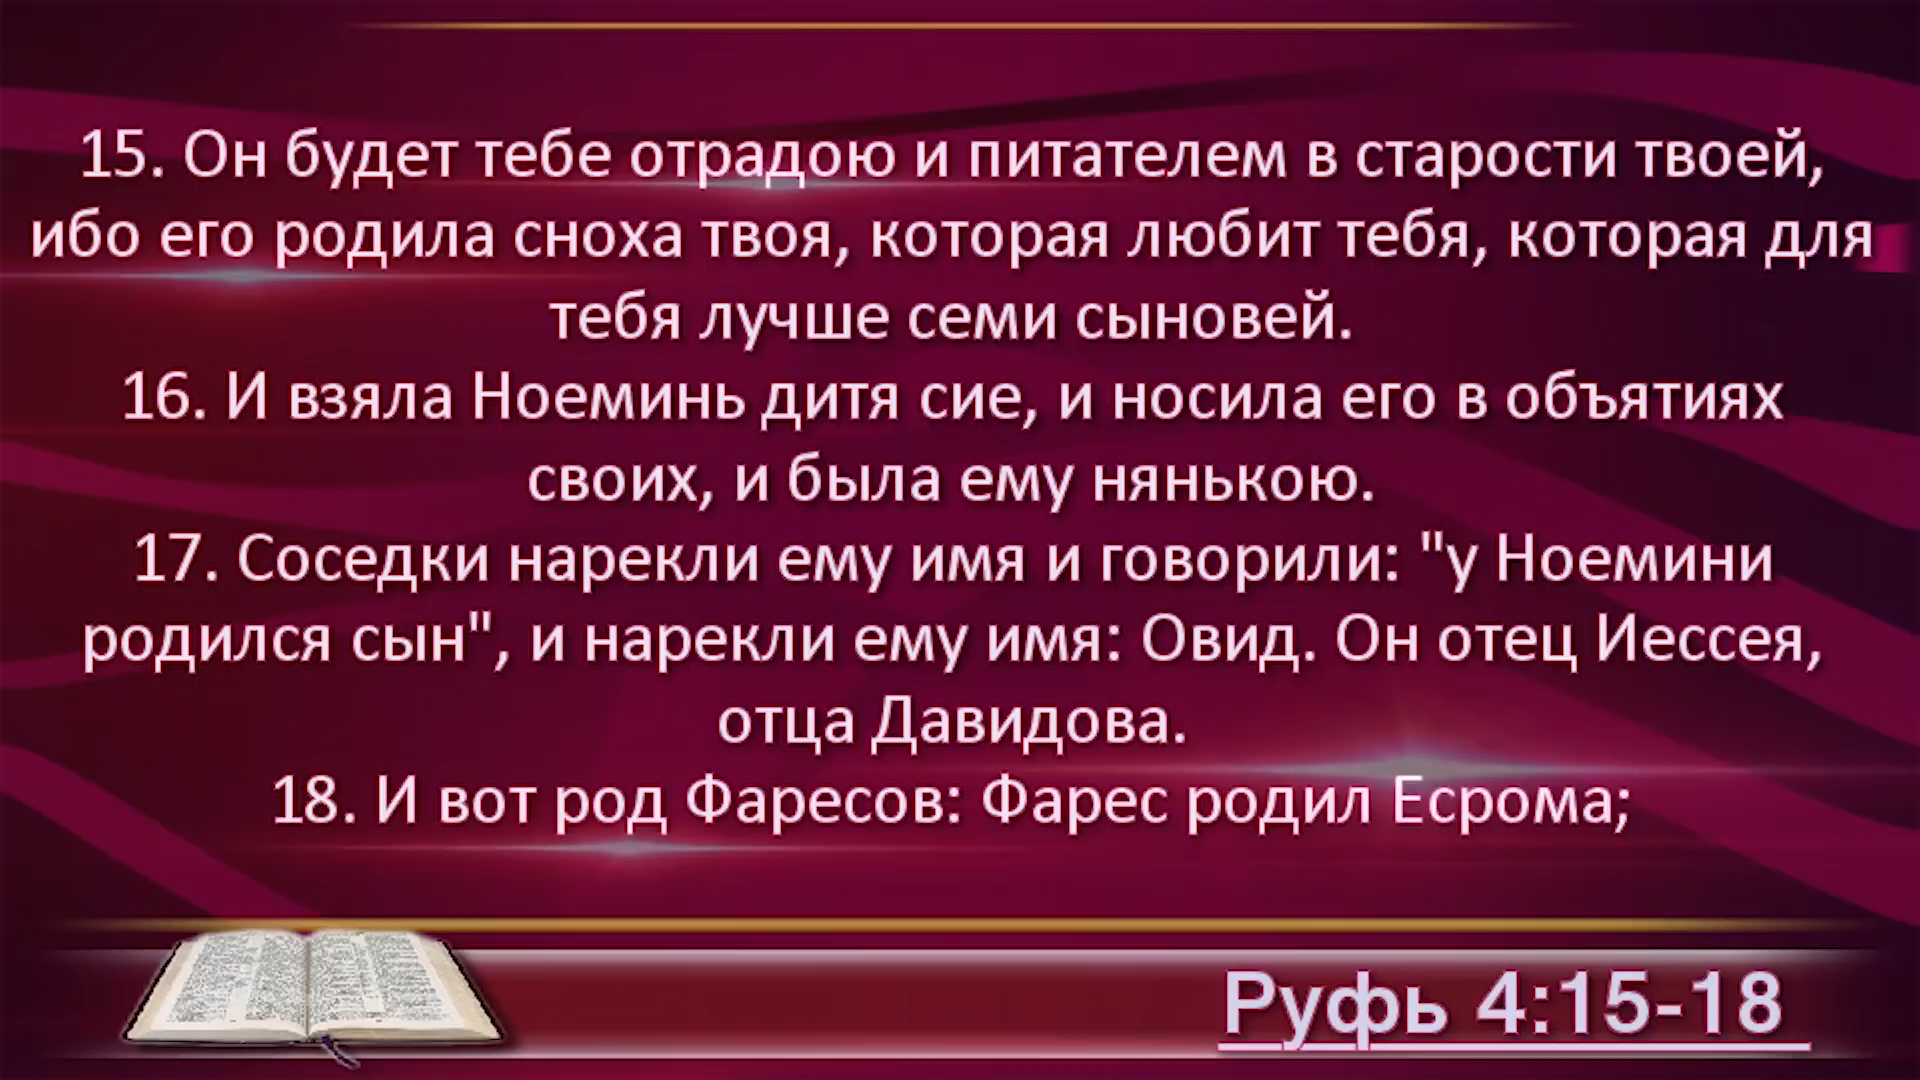 15. Он будет тебе отрадою и питателем в старости твоей,
ибо его родила сноха твоя, которая любит тебя, которая для
тебя лучше семи сыновей.
16. И взяла Ноеминь дитя сие, и носила его в объятиях
своих, и была ему нянькою.
17. Соседки нарекли ему имя и говорили: "у Ноемини
родился сын", и нарекли ему имя: Овид. Он отец Иессея,
отца Давидова.
18. И вот род Фаресов: Фарес родил Есрома;
Руфь 4:15-18